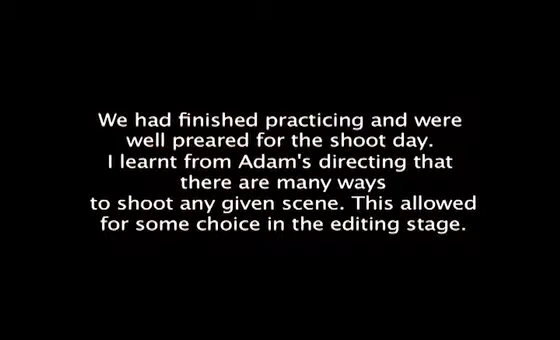 We had finished practicing and were
well preared for the shoot day.
I learnt from Adam's directing that
there are many ways
to shoot any given scene. This allowed
for some choice in the editing stage.